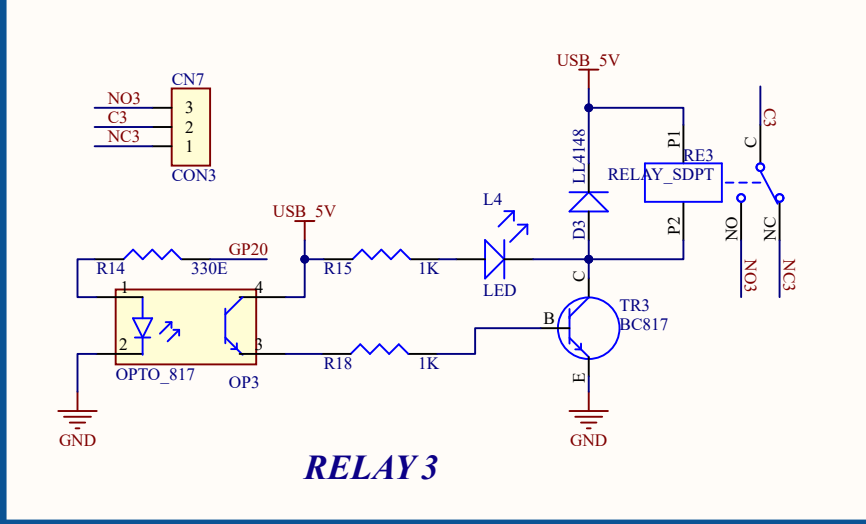 USB_5V
CN7
NO3
3
C3
2
NC3
1
CON3
C3
C
LL4148
P1
RE3
RELAY_SDPT
L4
USB_5V
D3
P2
NO
NC
GP20
R14
330E
R15
1K
LED
NO3
NC3
C
1
4
TR3
BC817
B
2
3
OPTO_817
OP3
R18
1K
E
GND
GND
RELAY 3